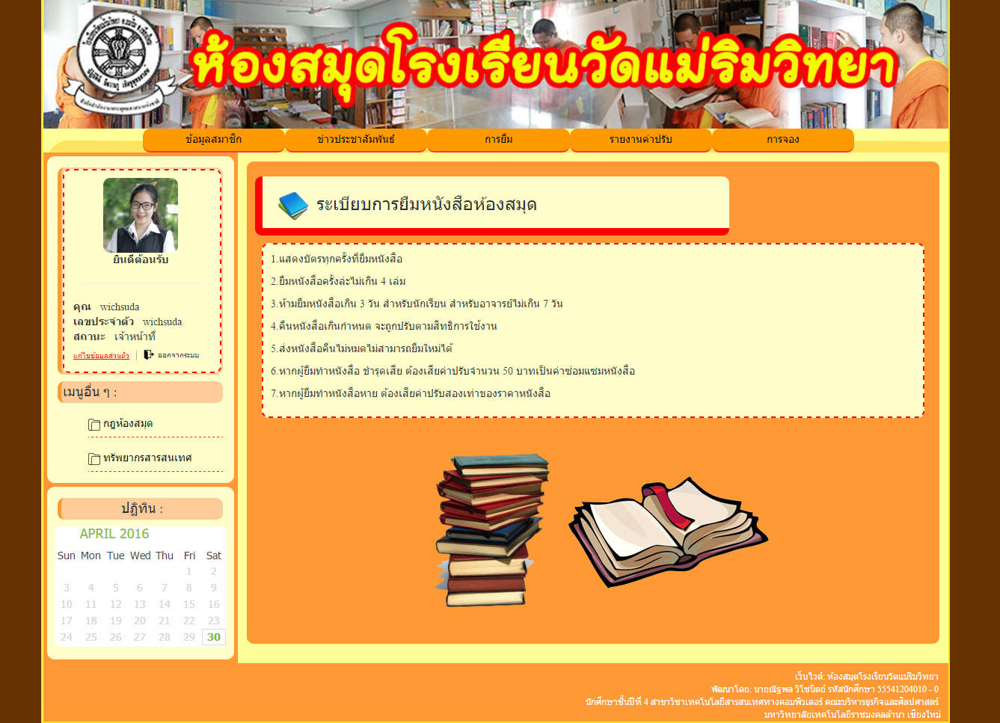 ห้องสมุดโรงเรียนวัดแม่ริมวิทยา
ข้อมูลสมาชิก ข่าวประชาสัมพันธ์ การยืม รายงานค่าปรับ การจอง
ยินดีต้อนรับ
คุณ wichsuda
เลขประจำตัว wichsuda
สถานะ เจ้าหน้าที่
แก้ไขข้อมูลส่วนตัว | ออกจากระบบ
เมนูอื่น ๆ :
กฎห้องสมุด
ทรัพยากรสารสนเทศ
ปฏิทิน :
APRIL 2016
Sun Mon Tue Wed Thu Fri Sat
1 2
3 4 5 6 7 8 9
10 11 12 13 14 15 16
17 18 19 20 21 22 23
24 25 26 27 28 29 30
ระเบียบการยืมหนังสือห้องสมุด
1.แสดงบัตรทุกครั้งที่ยืมหนังสือ
2.ยืมหนังสือครั้งล่ะไม่เกิน 4 เล่ม
3.ห้ามยืมหนังสือเกิน 3 วัน สำหรับนักเรียน สำหรับอาจารย์ไม่เกิน 7 วัน
4.คืนหนังสือเกินกำหนด จะถูกปรับตามสิทธิการใช้งาน
5.ส่งหนังสือคืนไม่หมดไม่สามารถยืมใหม่ได้
6.หากผู้ยืมทำหนังสือ ชำรุดเสีย ต้องเสียค่าปรับจำนวน 50 บาทเป็นค่าซ่อมแซมหนังสือ
7.หากผู้ยืมทำหนังสือหาย ต้องเสียค่าปรับสองเท่าของราคาหนังสือ
เว็บไวต์: ห้องสมุดโรงเรียนวัดแม่ริมวิทยา
พัฒนาโดย: นายณัฐพล วิโชนิตย์ รหัสนักศึกษา 55541204010 - 0
นักศึกษาชั้นปีที่ 4 สาขาวิชาเทคโนโลยีสารสนเทศทางคอมพิวเตอร์ คณะบริหารธุรกิจและศิลปศาสตร์
มหาวิทยาลัยเทคโนโลยีราชมงคลล้านา เชียงใหม่